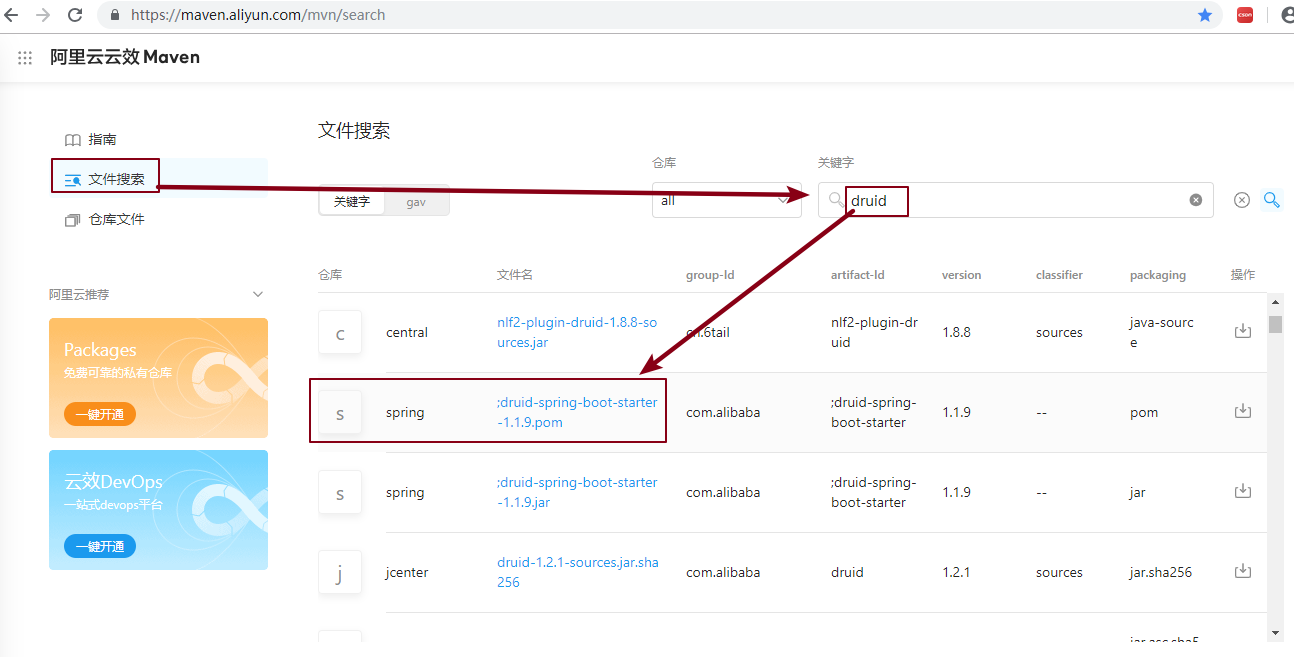 https://maven.aliyun.com/mvn/search
CSDN
阿里云云效 Maven
指南
文件搜索
仓库文件
阿里云推荐
Packages
免费可靠的私有仓库
一键开通
云效DevOps
一站式devops平台
一键开通
文件搜索
仓库
关键字
关键字
gav
all
druid
仓库
文件名
group-Id
artifact-Id
version
classifier
packaging
操作
c
central
nlf2-plugin-druid-1.8.8-so
urces.jar
cn.6tail
nlf2-plugin-dr
uid
1.8.8
sources
java-sourc
e
s
spring
;druid-spring-boot-starter
-1.1.9.pom
com.alibaba
;druid-spring-
boot-starter
1.1.9
--
pom
s
spring
;druid-spring-boot-starter
-1.1.9.jar
com.alibaba
;druid-spring-
boot-starter
1.1.9
--
jar
j
jcenter
druid-1.2.1-sources.jar.sha
256
com.alibaba
druid
1.2.1
sources
jar.sha256